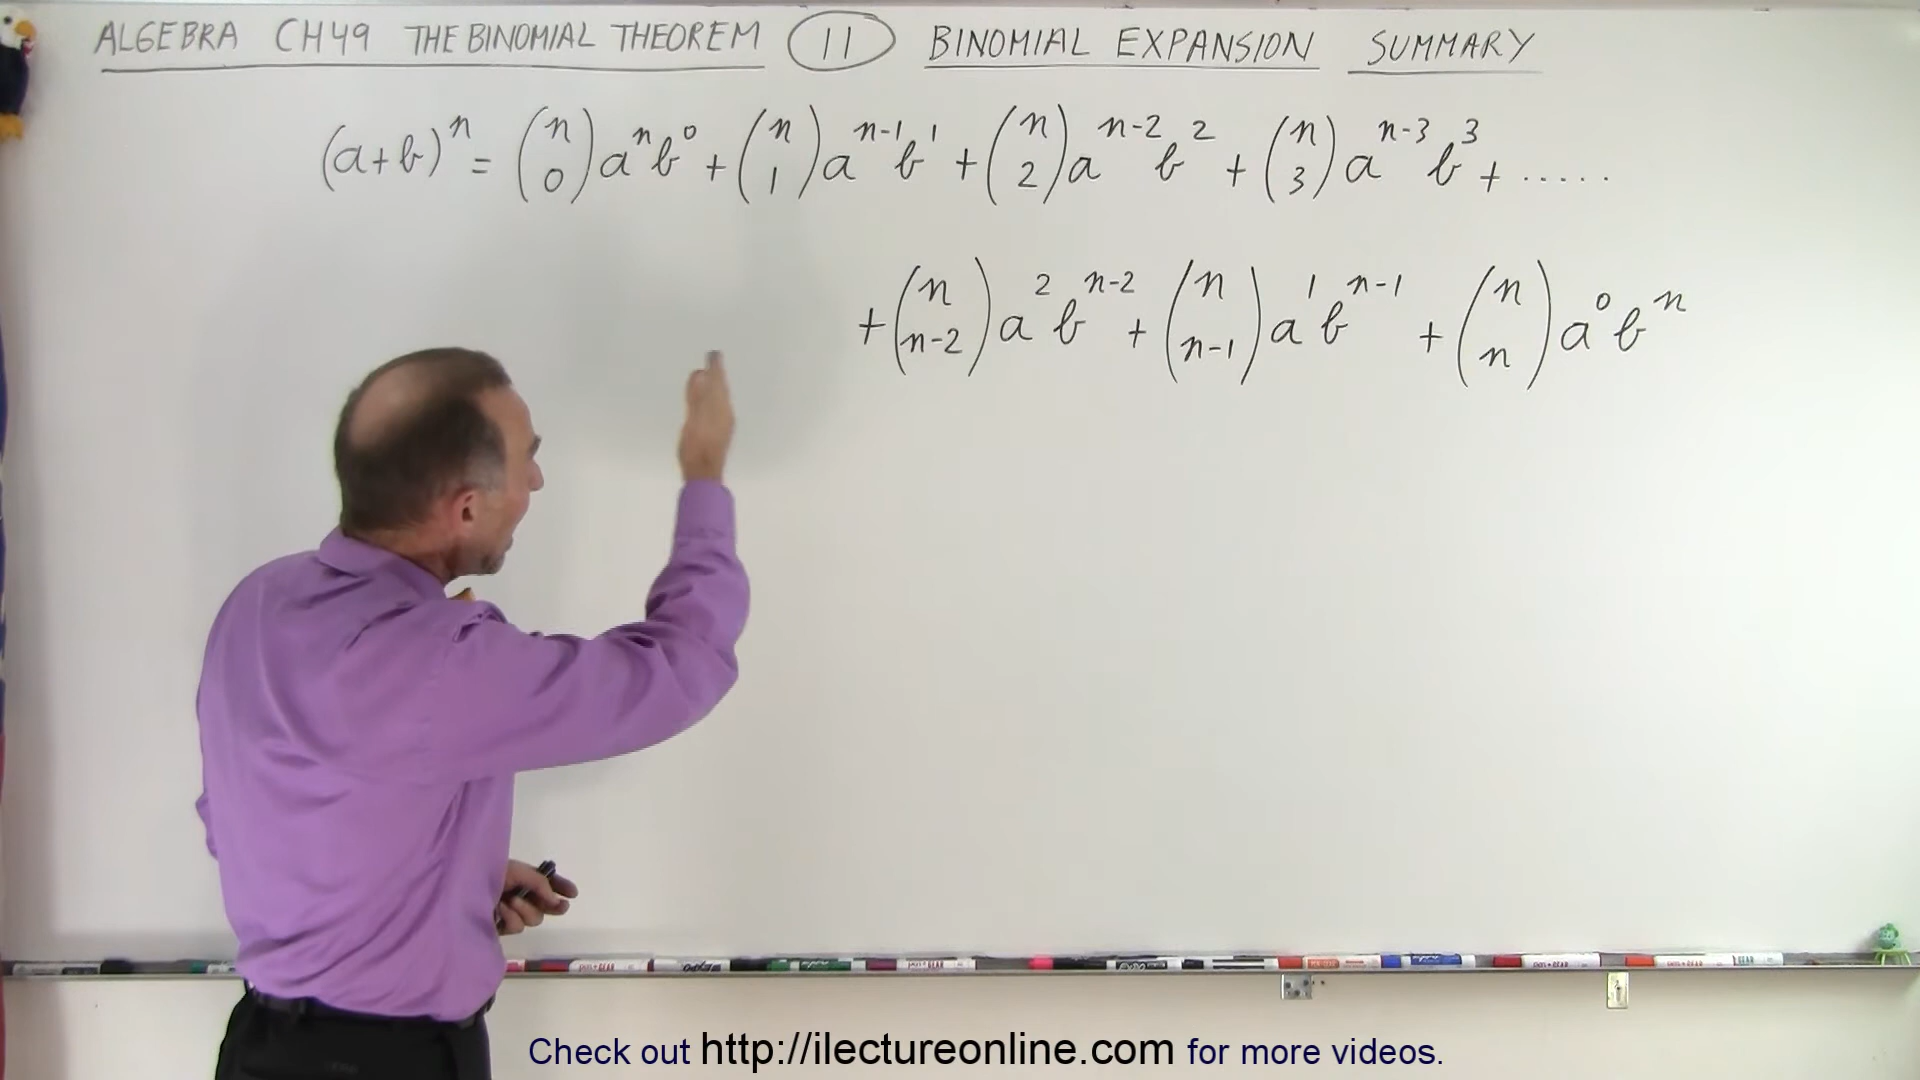 ALGEBRA CH49 THE BINOMIAL THEOREM 11 BINOMIAL EXPANSION SUMMARY
(a+b)^n = (n 0) a^n b^0 + (n 1) a^(n-1) b^1 + (n 2) a^(n-2) b^2 + (n 3) a^(n-3) b^3 + .....
+ (n n-2) a^2 b^(n-2) + (n n-1) a^1 b^(n-1) + (n n) a^0 b^n
Check out http://ilectureonline.com for more videos.